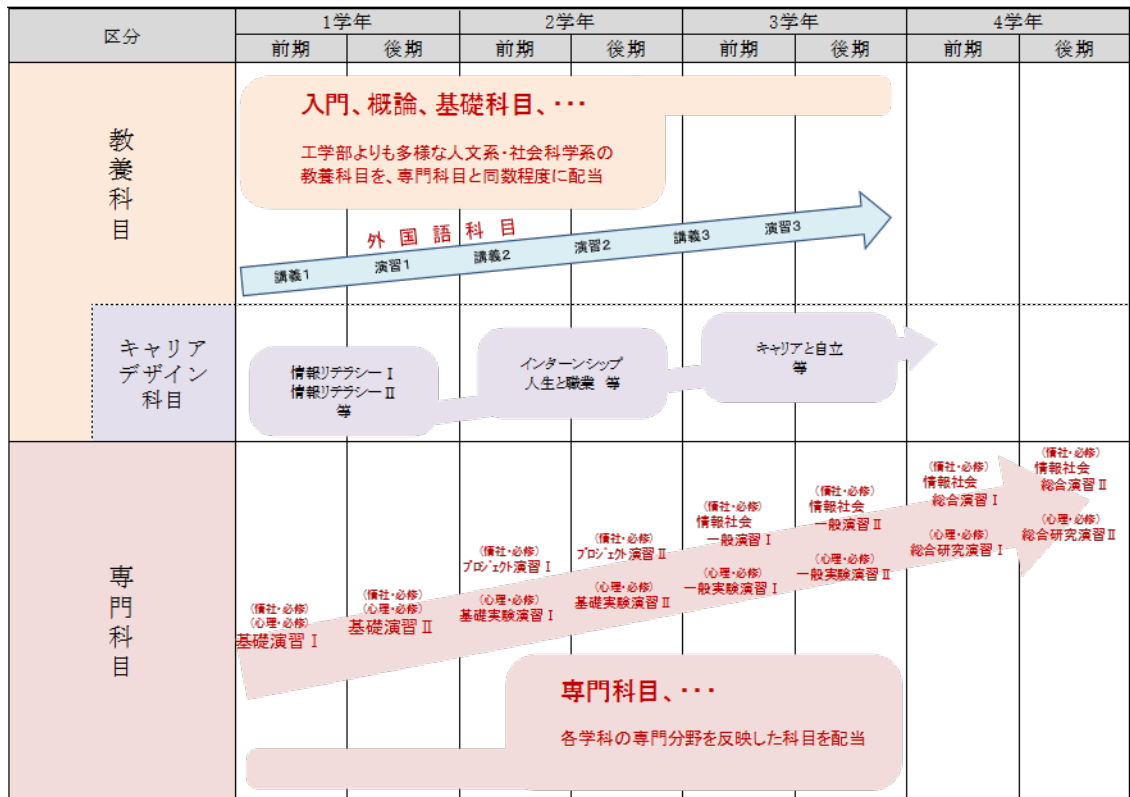 区分
1学年
2学年
3学年
4学年
前期
後期
前期
後期
前期
後期
前期
後期
教養科目
入門、概論、基礎科目、・・・
工学部よりも多様な人文系・社会科学系の
教養科目を、専門科目と同数程度に配当
外国語科目
講義1
演習1
講義2
演習2
講義3
演習3
キャリア
デザイン
科目
情報リテラシーⅠ
情報リテラシーⅡ
等
インターンシップ
人生と職業 等
キャリアと自立
等
専門科目
(情社・必修)
(心理・必修)
基礎演習Ⅰ
(情社・必修)
(心理・必修)
基礎演習Ⅱ
(情社・必修)
プロジェクト演習Ⅰ
(心理・必修)
基礎実験演習Ⅰ
(情社・必修)
プロジェクト演習Ⅱ
(心理・必修)
基礎実験演習Ⅱ
(情社・必修)
情報社会
一般演習Ⅰ
(心理・必修)
一般実験演習Ⅰ
(情社・必修)
情報社会
一般演習Ⅱ
(心理・必修)
一般実験演習Ⅱ
(情社・必修)
情報社会
総合演習Ⅰ
(心理・必修)
総合研究演習Ⅰ
(情社・必修)
情報社会
総合演習Ⅱ
(心理・必修)
総合研究演習Ⅱ
専門科目、・・・
各学科の専門分野を反映した科目を配当